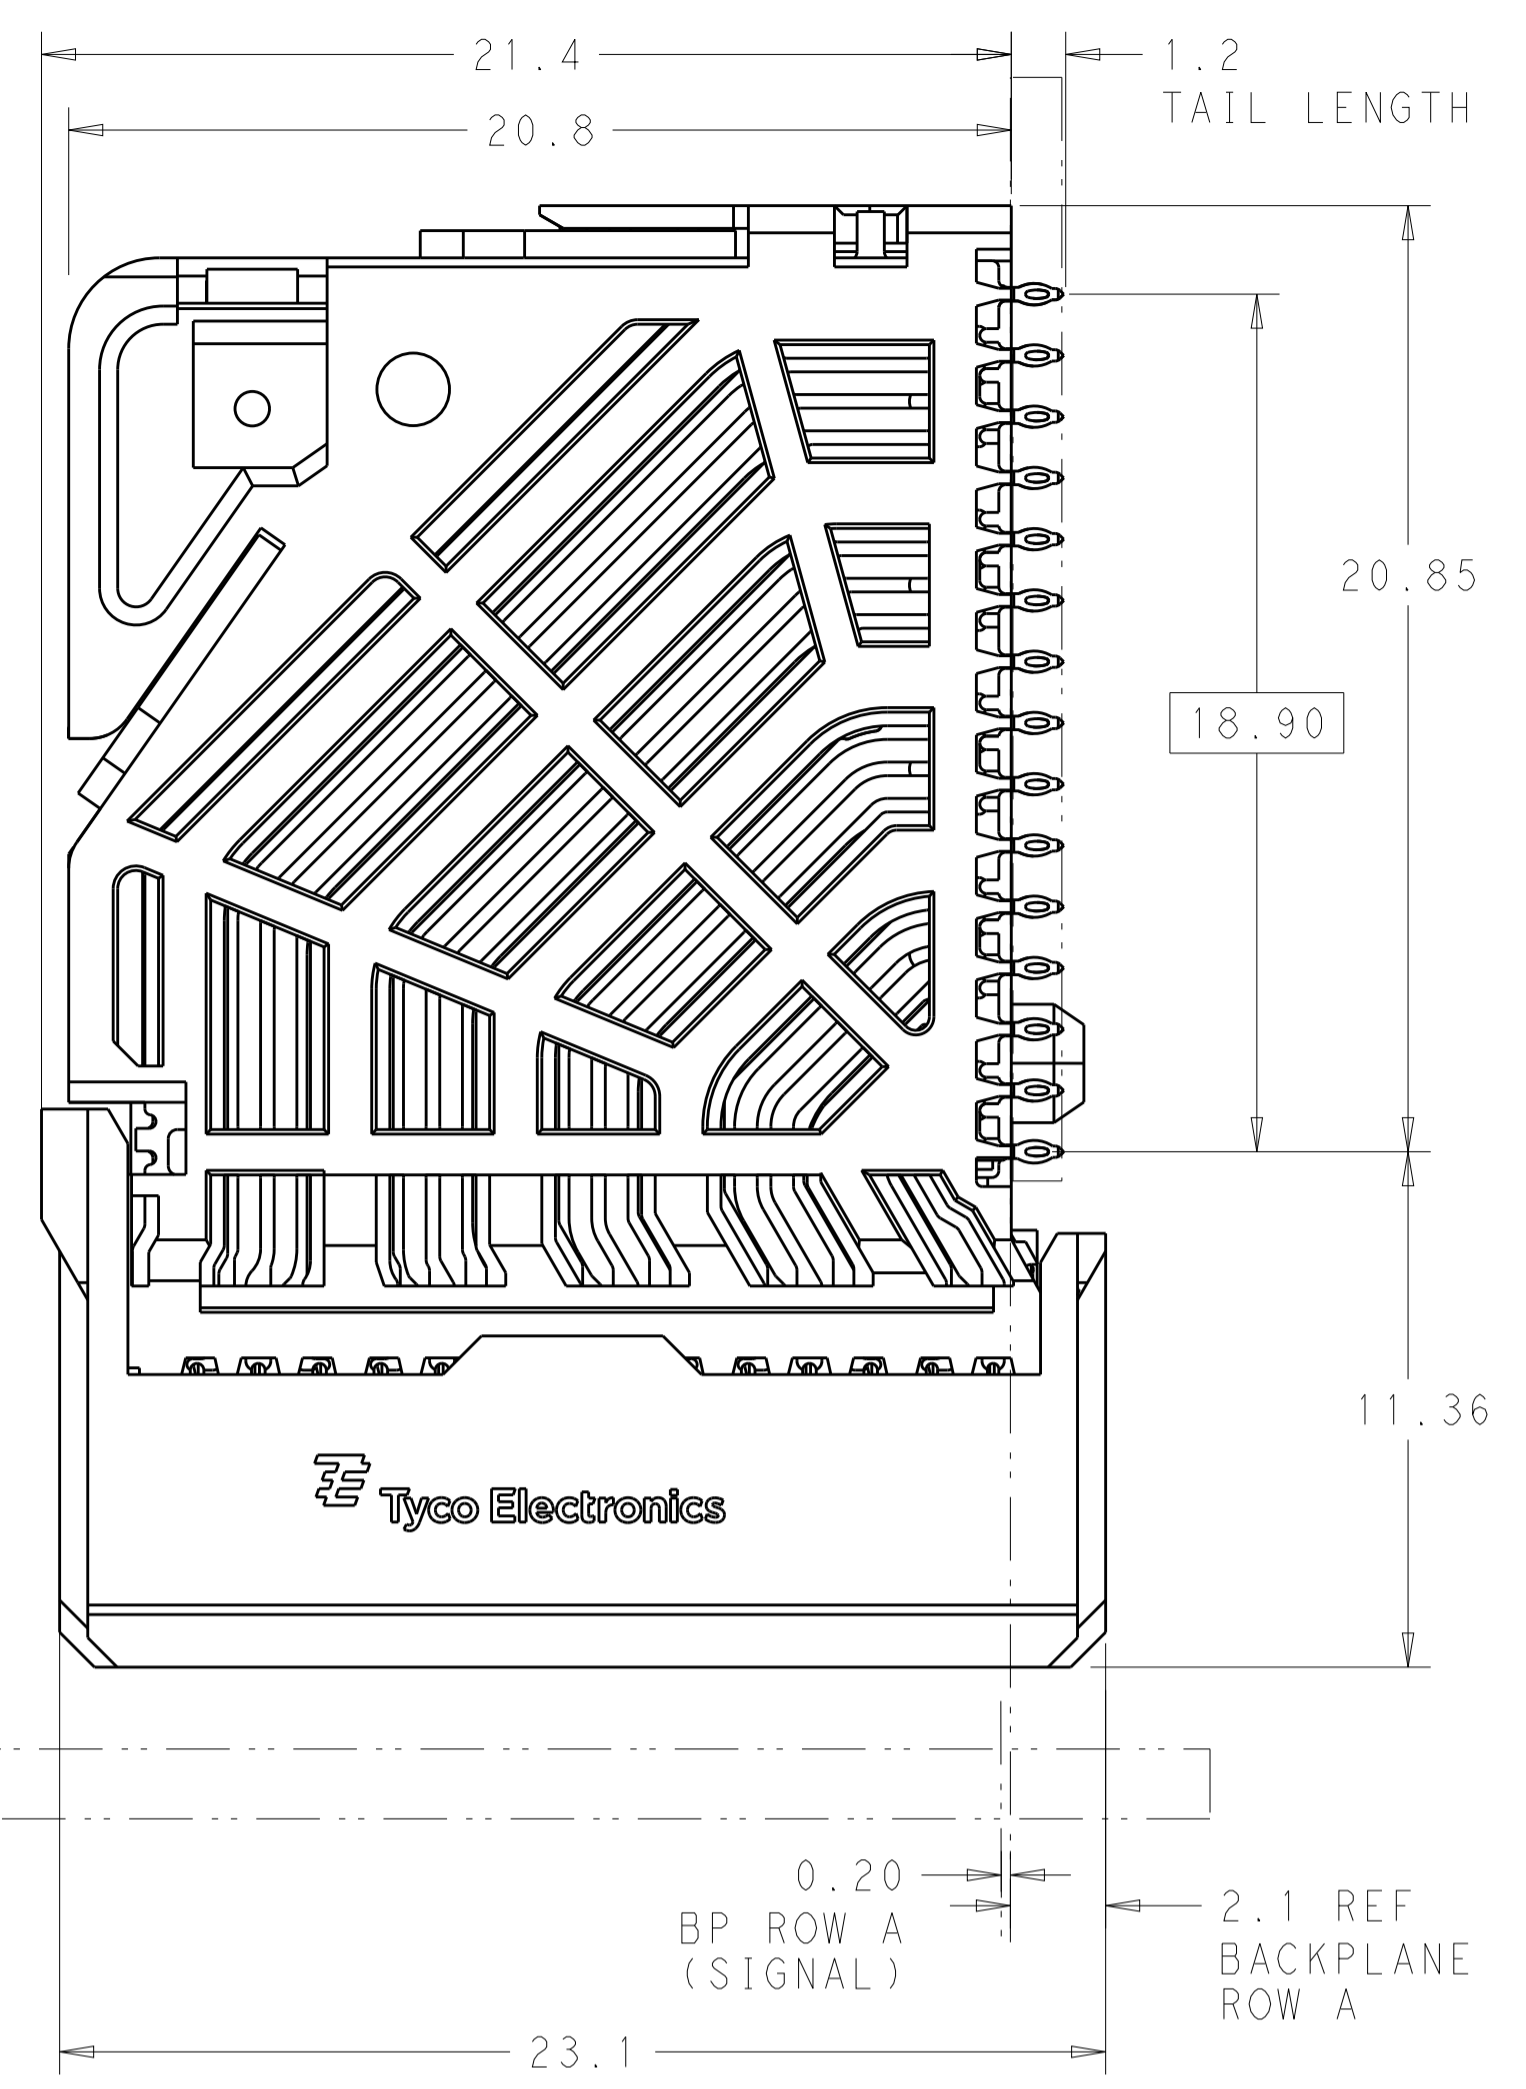 21.4
1.2
TAIL LENGTH
20.8
20.85
18.90
11.36
Tyco Electronics
0.20
BP ROW A
(SIGNAL)
2.1 REF
BACKPLANE
ROW A
23.1